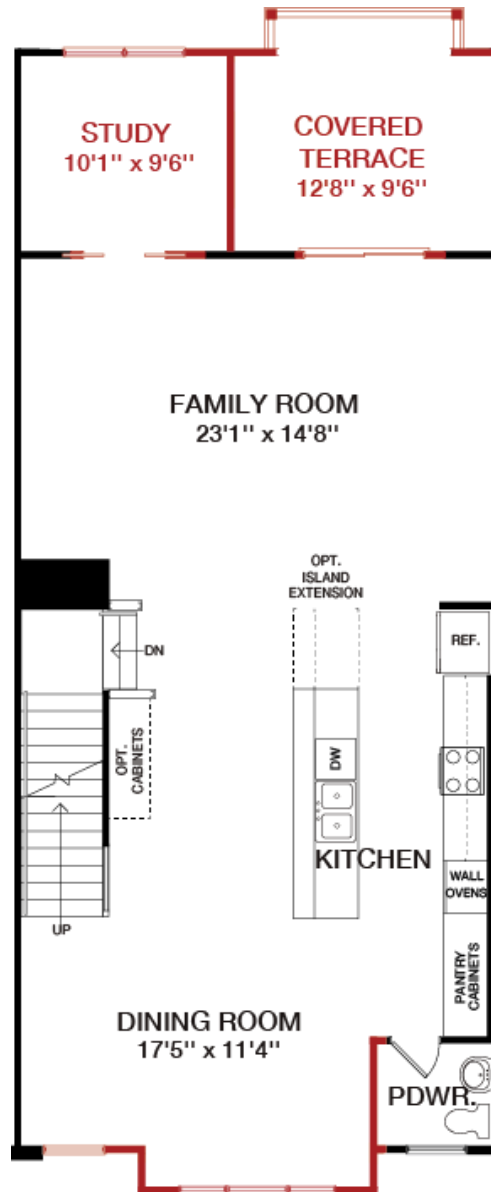 STUDY
10'1'' x 9'6''
COVERED
TERRACE
12'8'' x 9'6''
FAMILY ROOM
23'1'' x 14'8''
OPT.
ISLAND
EXTENSION
REF.
DN
OPT.
CABINETS
DW
KITCHEN
WALL
OVENS
UP
PANTRY
CABINETS
DINING ROOM
17'5'' x 11'4''
PDWR.